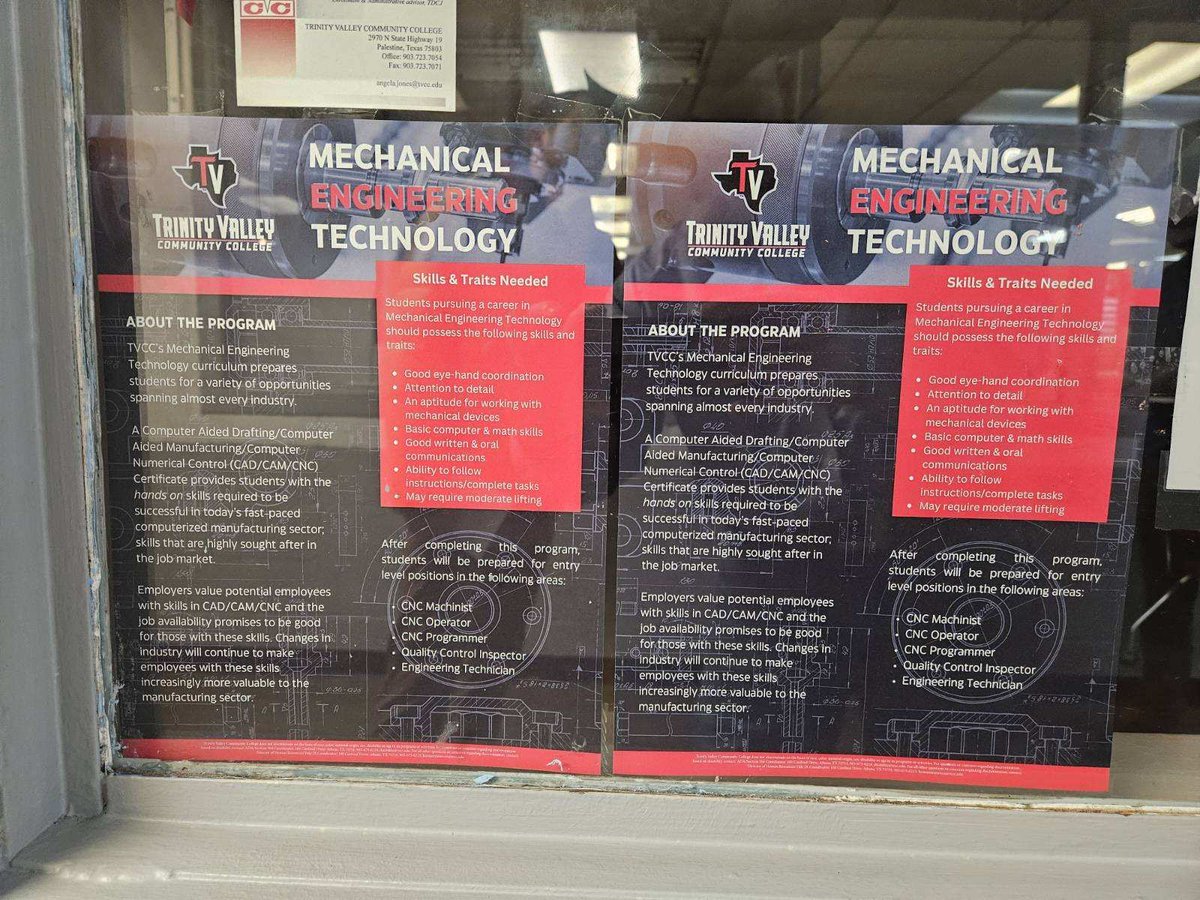 CVC
TRINITY VALLEY COMMUNITY COLLEGE
2970 N State Highway 19
Palestine, Texas 75803
Office: 903.723.7054
Fax: 903.723.7071
angela.jones@tvcc.edu
TV
TRINITY VALLEY
COMMUNITY COLLEGE
MECHANICAL
ENGINEERING
TECHNOLOGY
Skills & Traits Needed
Students pursuing a career in
Mechanical Engineering Technology
should possess the following skills and
traits:
• Good eye-hand coordination
• Attention to detail
• An aptitude for working with
mechanical devices
• Basic computer & math skills
• Good written & oral
communications
• Ability to follow
instructions/complete tasks
• May require moderate lifting
ABOUT THE PROGRAM
TVCC's Mechanical Engineering
Technology curriculum prepares
students for a variety of opportunities
spanning almost every industry.
A Computer Aided Drafting/Computer
Aided Manufacturing/Computer
Numerical Control (CAD/CAM/CNC)
Certificate provides students with the
hands on skills required to be
successful in today's fast-paced
computerized manufacturing sector;
skills that are highly sought after in
the job market.
Employers value potential employees
with skills in CAD/CAM/CNC and the
job availability promises to be good
for those with these skills. Changes in
industry will continue to make
employees with these skills
increasingly more valuable to the
manufacturing sector.
After completing this program,
students will be prepared for entry
level positions in the following areas:
• CNC Machinist
• CNC Operator
• CNC Programmer
• Quality Control Inspector
• Engineering Technician
TV
TRINITY VALLEY
COMMUNITY COLLEGE
MECHANICAL
ENGINEERING
TECHNOLOGY
Skills & Traits Needed
Students pursuing a career in
Mechanical Engineering Technology
should possess the following skills and
traits:
• Good eye-hand coordination
• Attention to detail
• An aptitude for working with
mechanical devices
• Basic computer & math skills
• Good written & oral
communications
• Ability to follow
instructions/complete tasks
• May require moderate lifting
ABOUT THE PROGRAM
TVCC's Mechanical Engineering
Technology curriculum prepares
students for a variety of opportunities
spanning almost every industry.
A Computer Aided Drafting/Computer
Aided Manufacturing/Computer
Numerical Control (CAD/CAM/CNC)
Certificate provides students with the
hands on skills required to be
successful in today's fast-paced
computerized manufacturing sector;
skills that are highly sought after in
the job market.
Employers value potential employees
with skills in CAD/CAM/CNC and the
job availability promises to be good
for those with these skills. Changes in
industry will continue to make
employees with these skills
increasingly more valuable to the
manufacturing sector.
After completing this program,
students will be prepared for entry
level positions in the following areas:
• CNC Machinist
• CNC Operator
• CNC Programmer
• Quality Control Inspector
• Engineering Technician